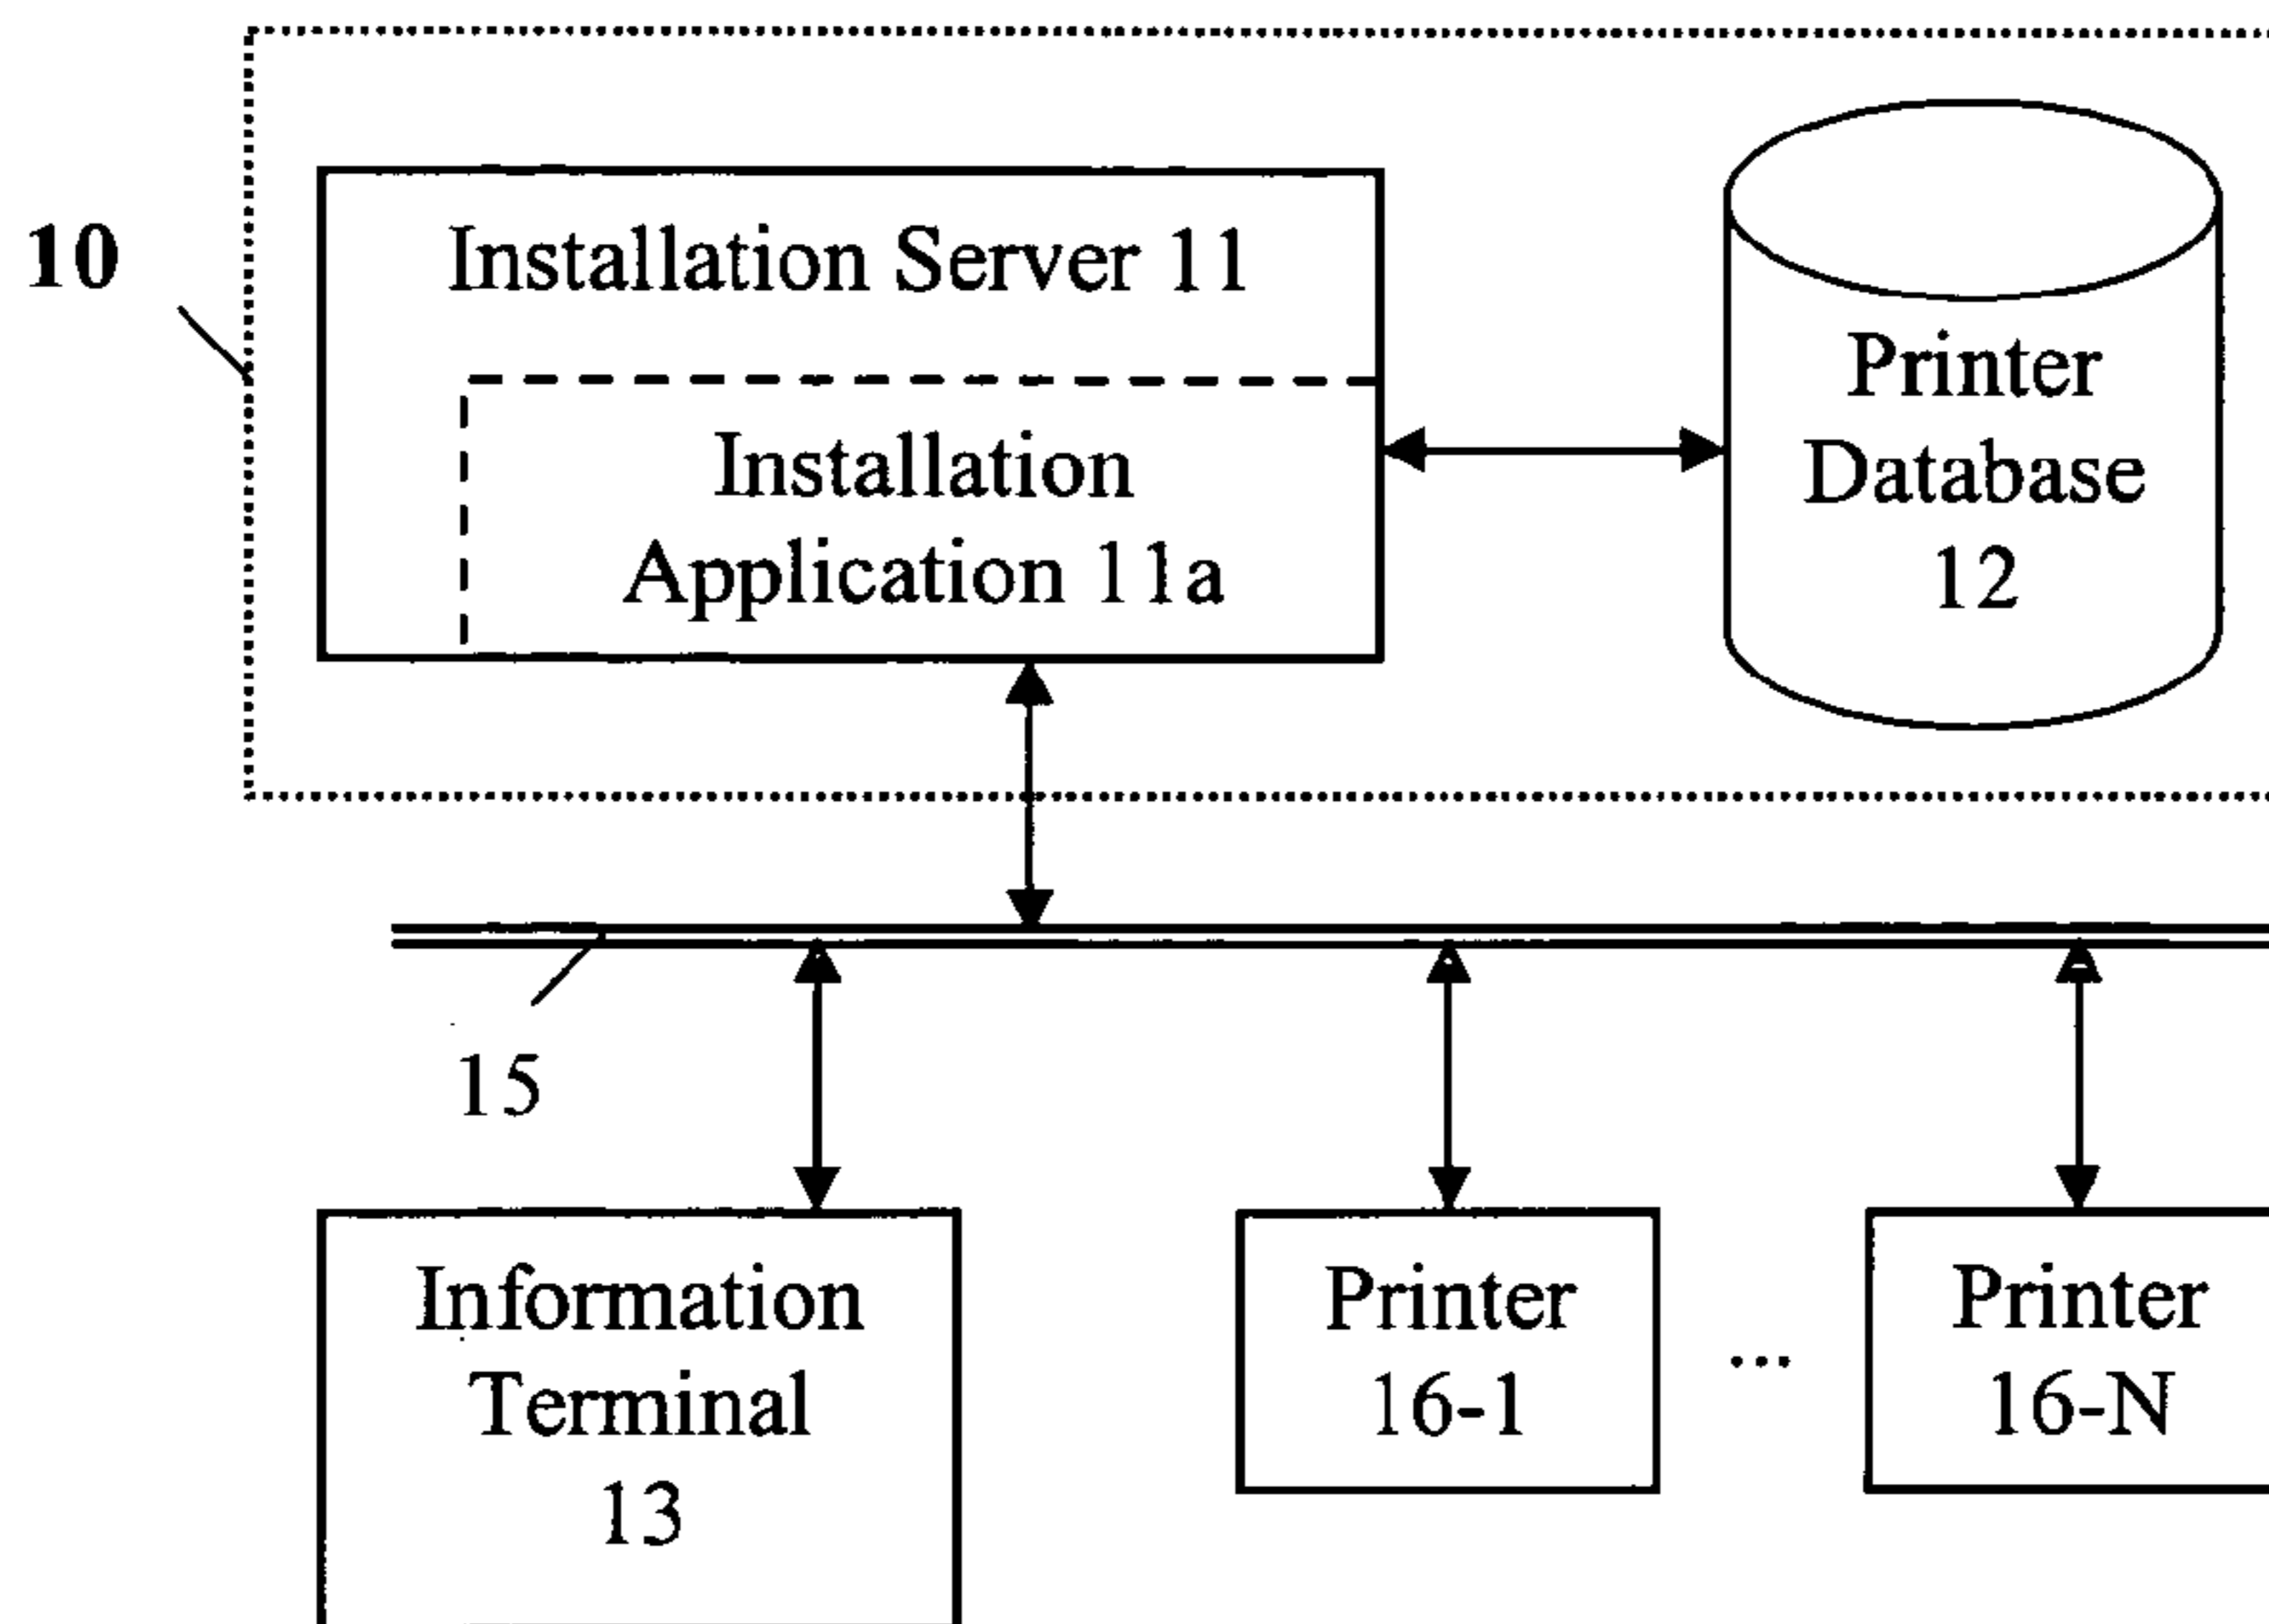 10
Installation Server 11
Installation
Application 11a
Printer
Database
12
15
Information
Terminal
13
Printer
16-1
...
Printer
16-N